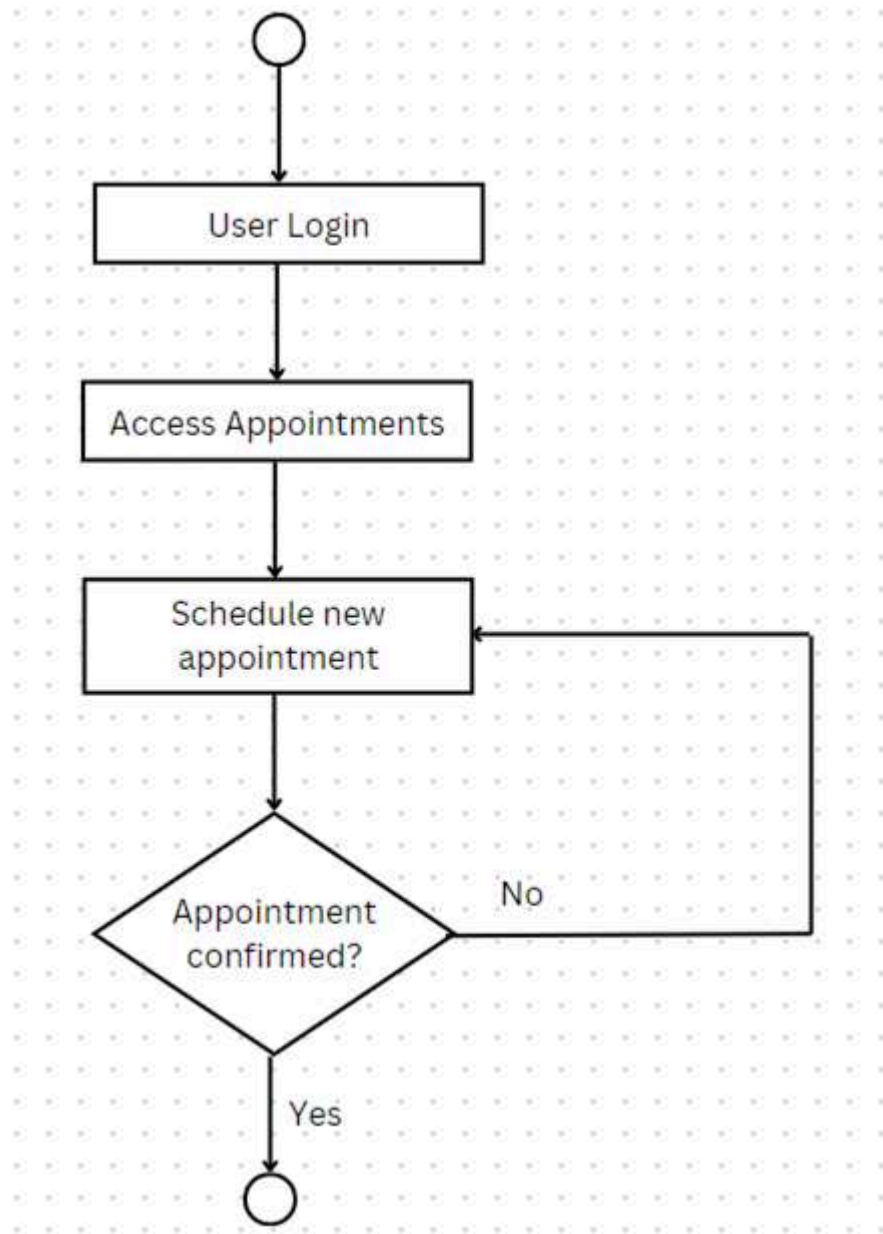 User Login
Access Appointments
Schedule new
appointment
Appointment
confirmed?
No
Yes